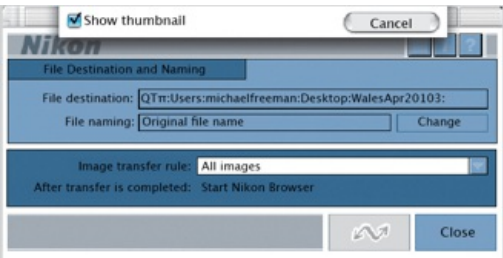 Show thumbnail Cancel
Nikon ?
File Destination and Naming
File destination: QTπ:Users:michaelfreeman:Desktop:WalesApr20103:
File naming: Original file name Change
Image transfer rule: All images
After transfer is completed: Start Nikon Browser
Close